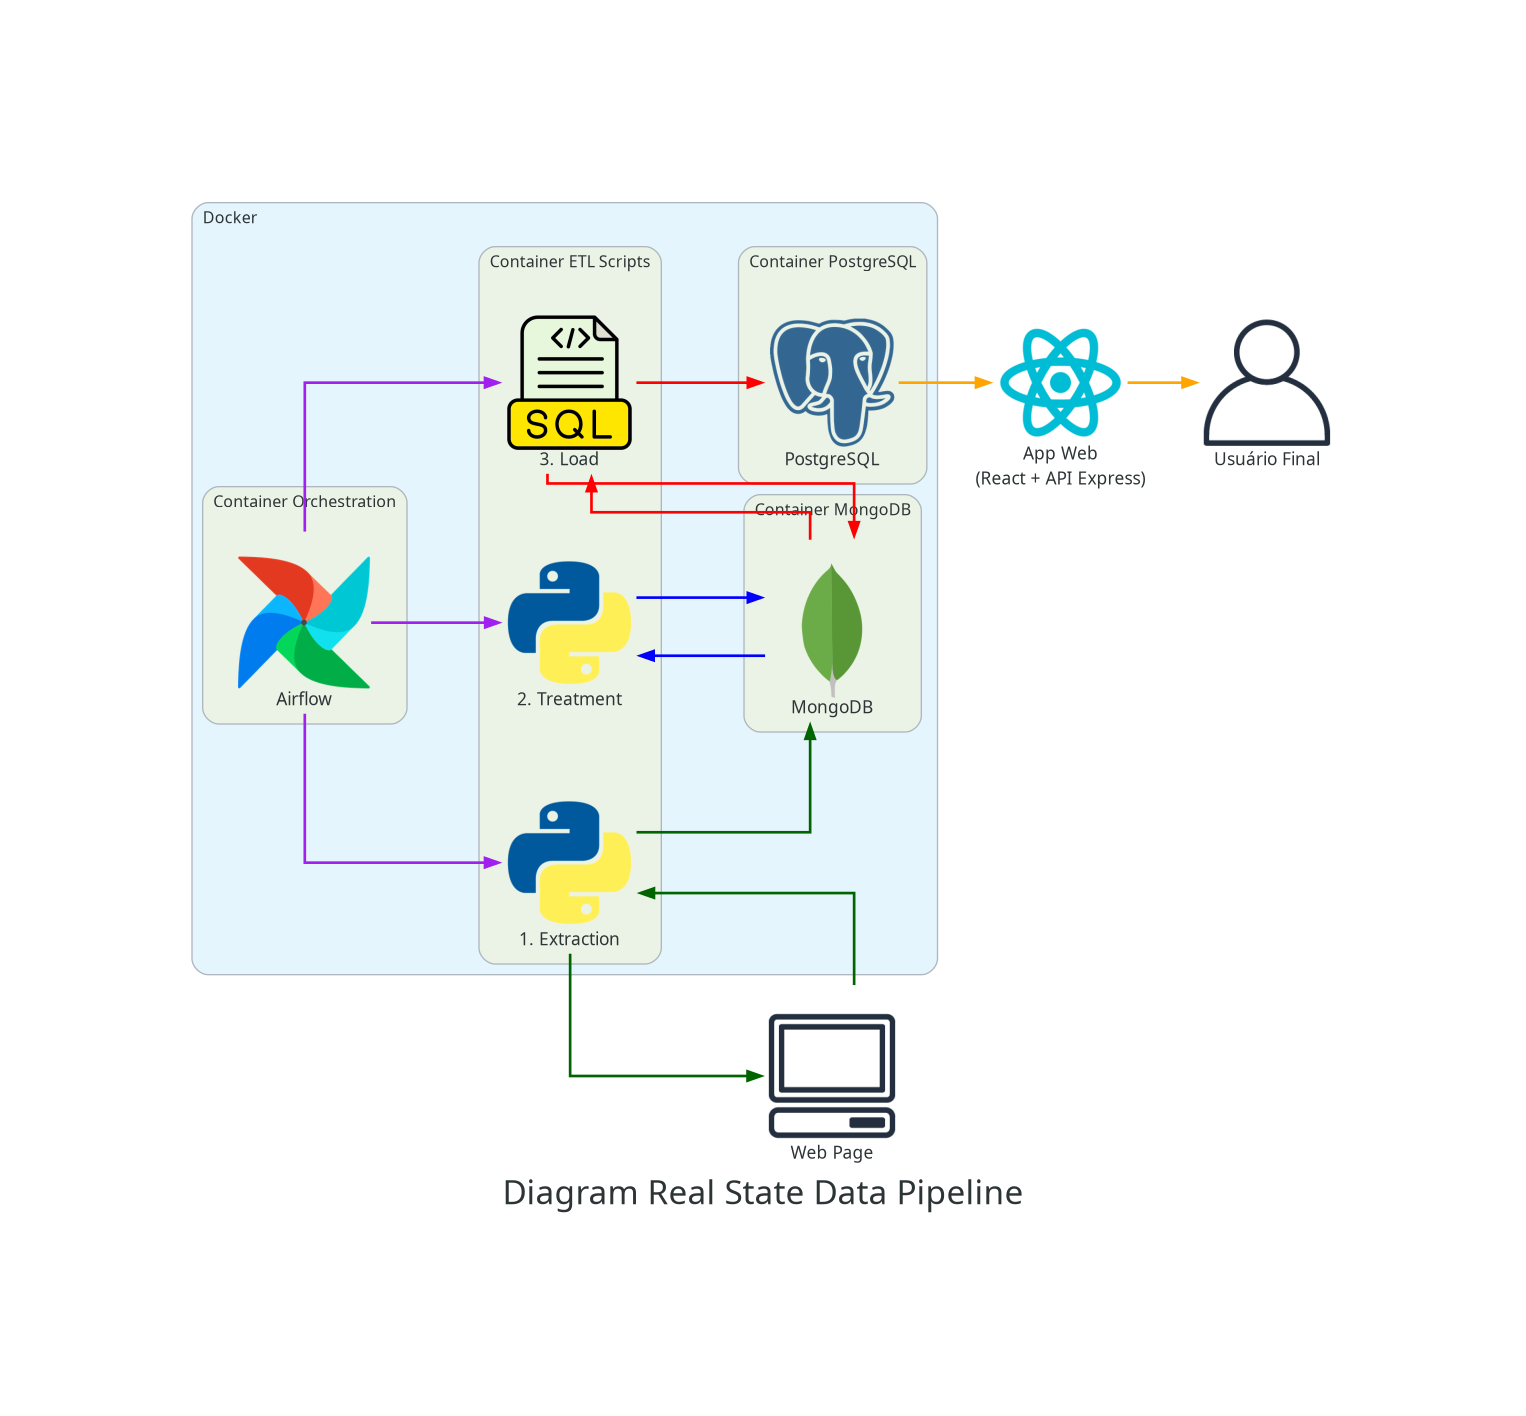 Docker
Container ETL Scripts
Container PostgreSQL
</>
SQL
3. Load
PostgreSQL
App Web
(React + API Express)
Usuário Final
Container Orchestration
Container MongoDB
Airflow
2. Treatment
MongoDB
1. Extraction
Web Page
Diagram Real State Data Pipeline